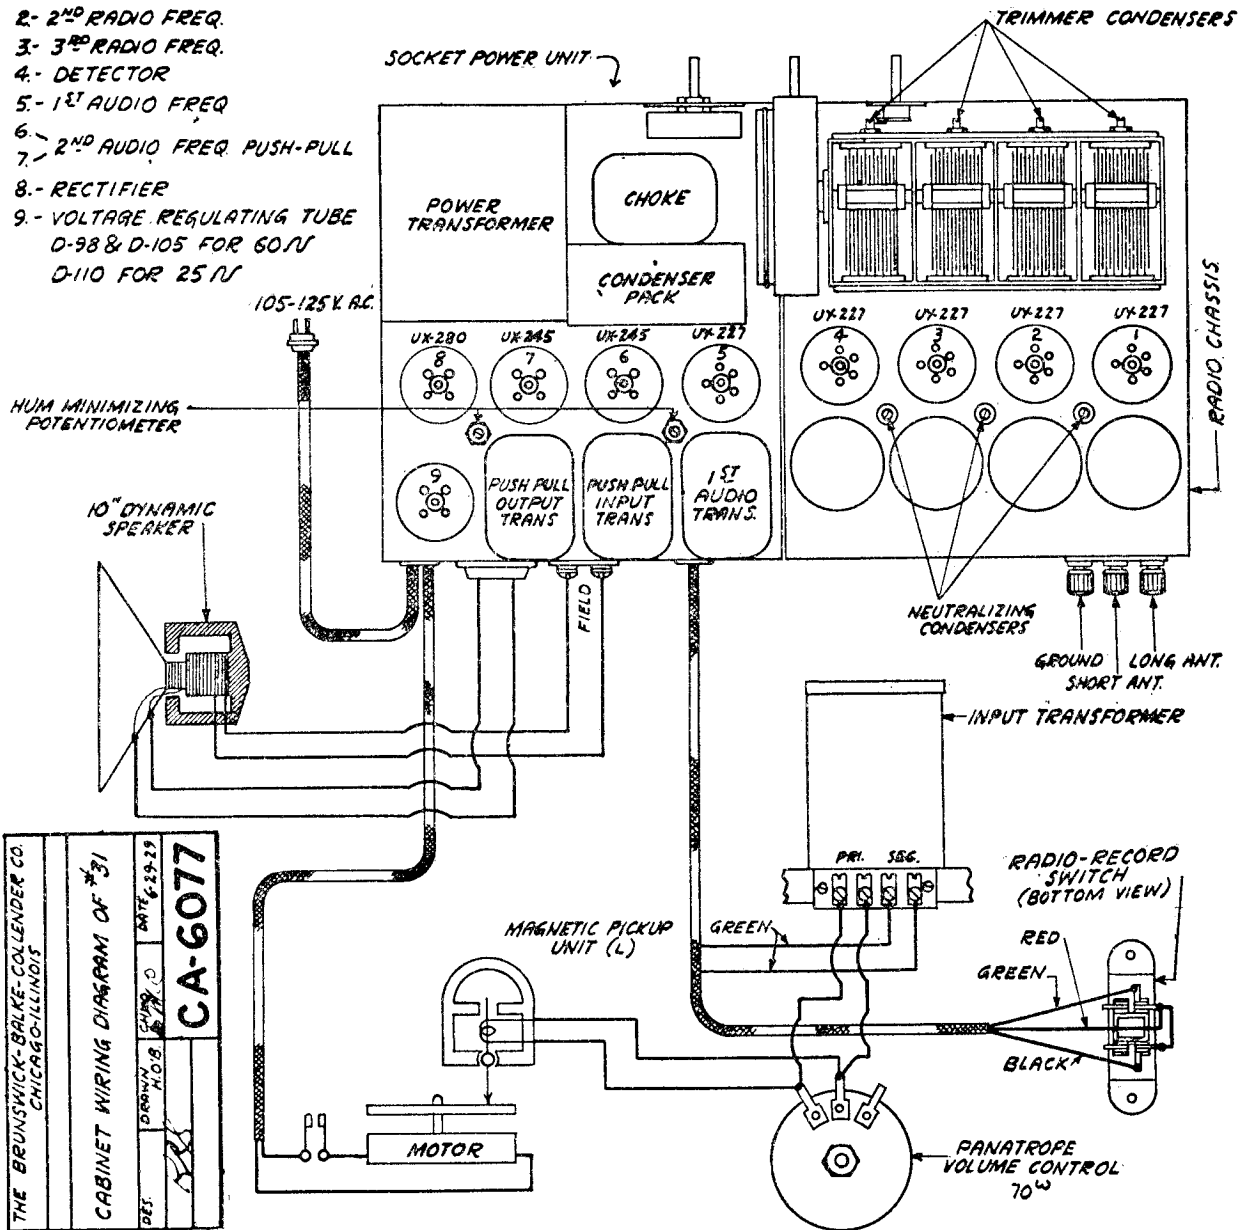 2.- 2ND RADIO FREQ.
3.- 3RD RADIO FREQ.
4.- DETECTOR
5.- 1ST AUDIO FREQ
6.
7. 2ND AUDIO FREQ. PUSH-PULL
8.- RECTIFIER
9.- VOLTAGE REGULATING TUBE
D-98 & D-105 FOR 60∿
D-110 FOR 25∿
105-125 V. A.C.
SOCKET POWER UNIT
TRIMMER CONDENSERS
POWER
TRANSFORMER
CHOKE
CONDENSER
PACK
UX-280
8
UX-245
7
UX-245
6
UY-227
5
UY-227
4
UY-227
3
UY-227
2
UY-227
1
RADIO CHASSIS.
HUM MINIMIZING
POTENTIOMETER
9
PUSH PULL
OUTPUT
TRANS
PUSH PULL
INPUT
TRANS
1ST
AUDIO
TRANS.
10" DYNAMIC
SPEAKER
FIELD
NEUTRALIZING
CONDENSERS
GROUND
LONG ANT.
SHORT ANT.
INPUT TRANSFORMER
PRI. SEC.
RADIO-RECORD
SWITCH
(BOTTOM VIEW)
MAGNETIC PICKUP
UNIT (L)
GREEN
RED
GREEN
BLACK
MOTOR
PANATROPE
VOLUME CONTROL
70ω
THE BRUNSWICK-BALKE-COLLENDER CO.
CHICAGO-ILLINOIS
CABINET WIRING DIAGRAM OF #31
DES.
DRAWN
H.O'B.
CHKD
DATE
6-29-29
CA-6077